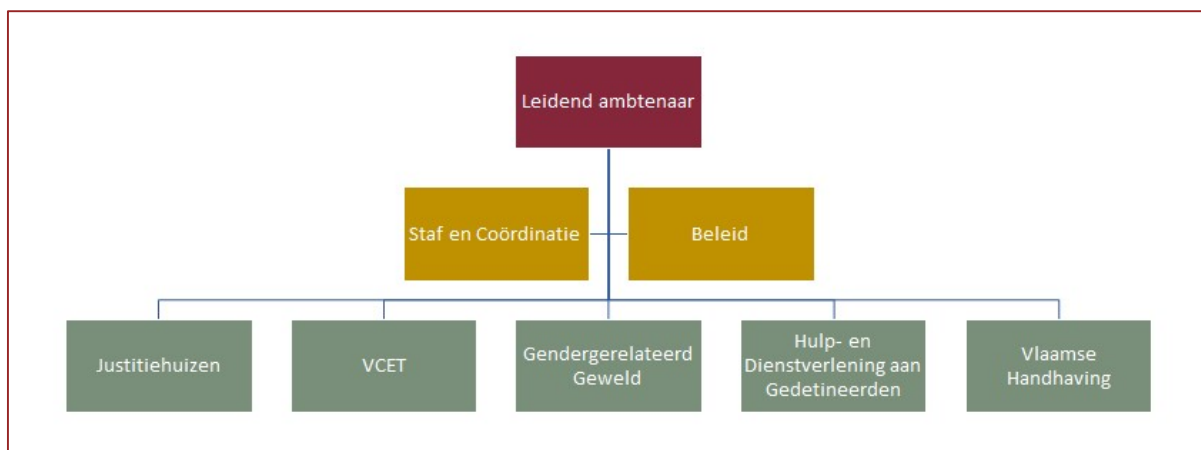 Leidend ambtenaar
Staf en Coördinatie
Beleid
Justitiehuizen
VCET
Gendergerelateerd
Geweld
Hulp- en
Dienstverlening aan
Gedetineerden
Vlaamse
Handhaving